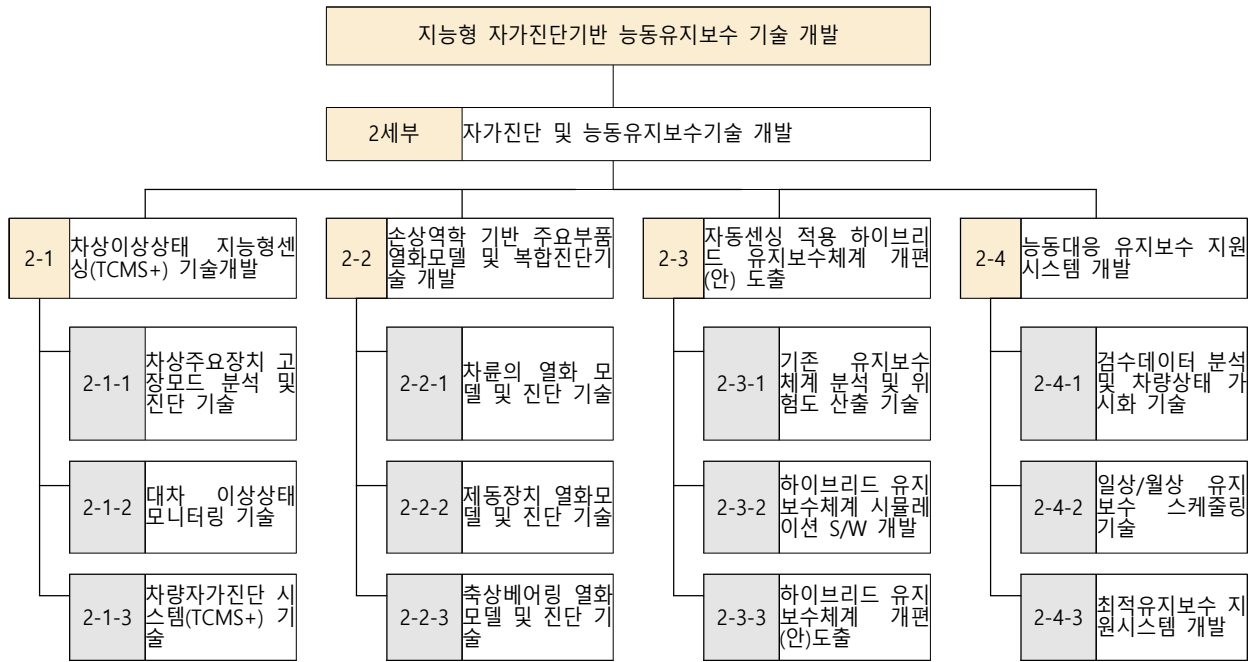 지능형 자가진단기반 능동유지보수 기술 개발
2세부
자가진단 및 능동유지보수기술 개발
2-1
차상이상상태 지능형센
싱(TCMS+) 기술개발
2-1-1
차상주요장치 고
장모드 분석 및
진단 기술
2-1-2
대차 이상상태
모니터링 기술
2-1-3
차량자가진단 시
스템(TCMS+) 기
술
2-2
손상역학 기반 주요부품
열화모델 및 복합진단기
술 개발
2-2-1
차륜의 열화 모
델 및 진단 기술
2-2-2
제동장치 열화모
델 및 진단 기술
2-2-3
축상베어링 열화
모델 및 진단 기
술
2-3
자동센싱 적용 하이브리
드 유지보수체계 개편
(안) 도출
2-3-1
기존 유지보수
체계 분석 및 위
험도 산출 기술
2-3-2
하이브리드 유지
보수체계 시뮬레
이션 S/W 개발
2-3-3
하이브리드 유지
보수체계 개편
(안)도출
2-4
능동대응 유지보수 지원
시스템 개발
2-4-1
검수데이터 분석
및 차량상태 가
시화 기술
2-4-2
일상/월상 유지
보수 스케줄링
기술
2-4-3
최적유지보수 지
원시스템 개발